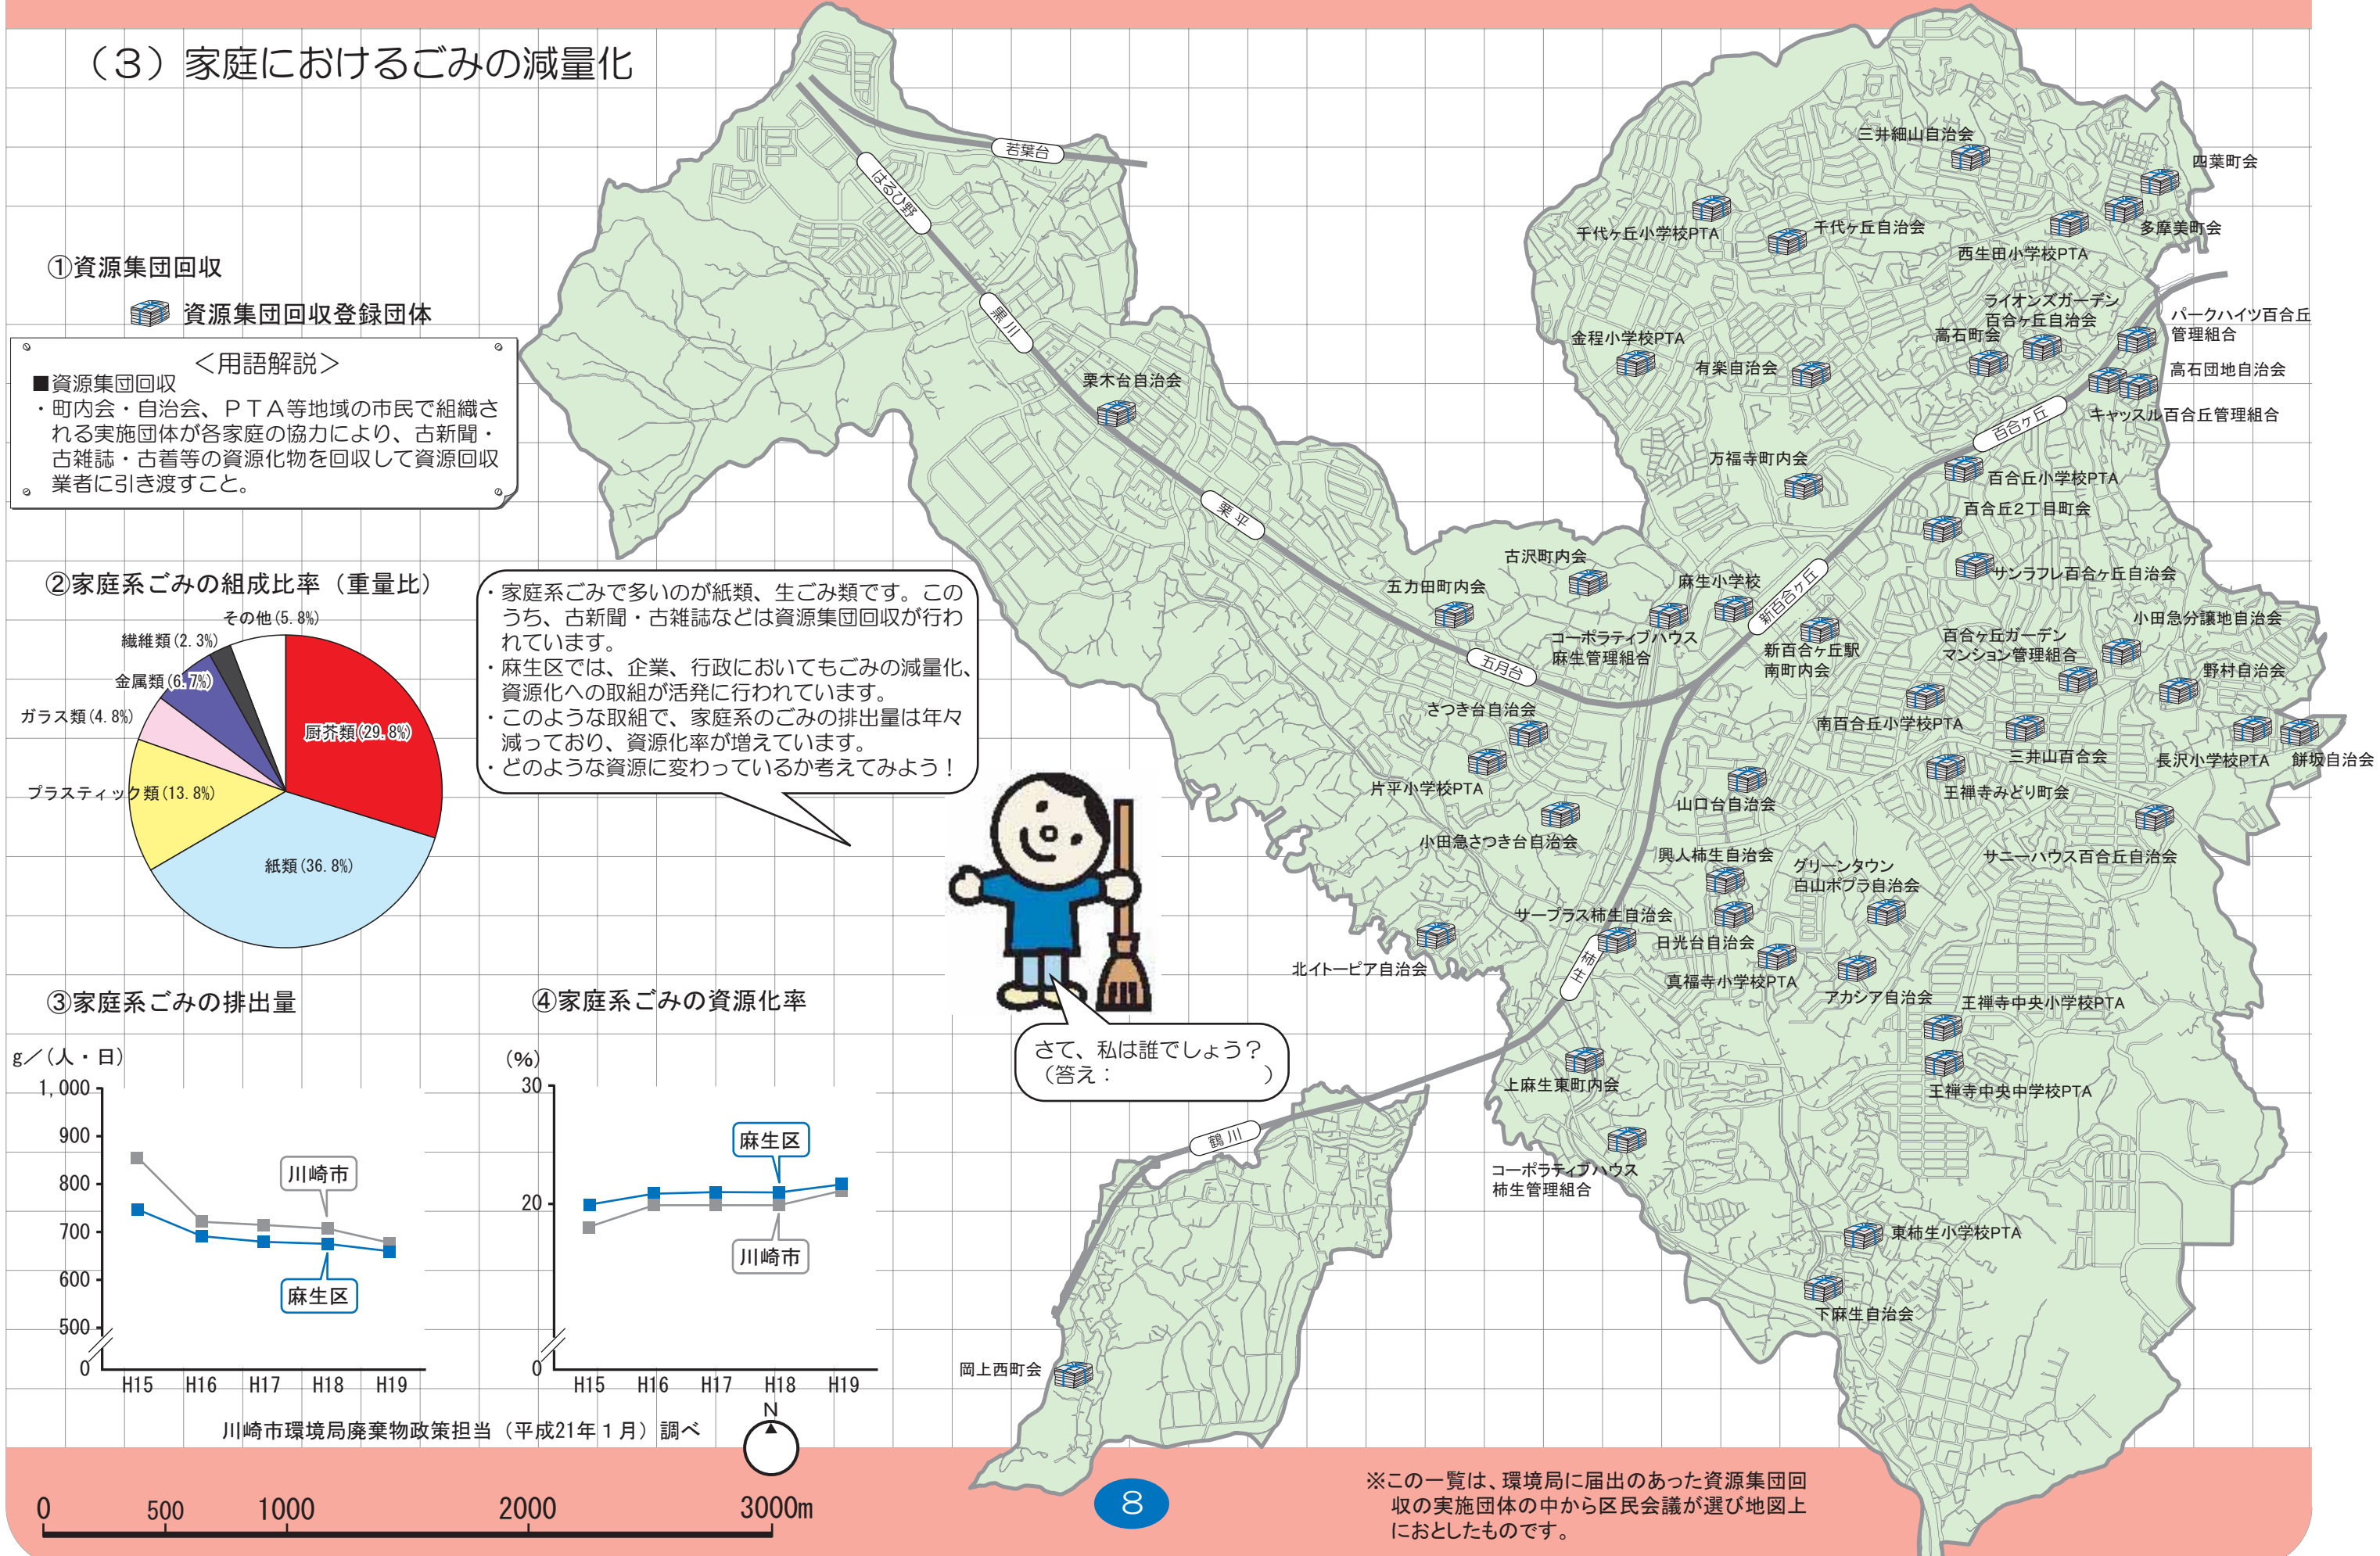 （３）家庭におけるごみの減量化
①資源集団回収
資源集団回収登録団体
＜用語解説＞
■資源集団回収
・町内会・自治会、ＰＴＡ等地域の市民で組織さ
れる実施団体が各家庭の協力により、古新聞・
古雑誌・古着等の資源化物を回収して資源回収
業者に引き渡すこと。
②家庭系ごみの組成比率（重量比）
その他(5.8%)
繊維類(2.3%)
金属類(6.7%)
ガラス類(4.8%)
プラスティック類(13.8%)
厨芥類(29.8%)
紙類(36.8%)
・家庭系ごみで多いのが紙類、生ごみ類です。この
うち、古新聞・古雑誌などは資源集団回収が行わ
れています。
・麻生区では、企業、行政においてもごみの減量化、
資源化への取組が活発に行われています。
・このような取組で、家庭系のごみの排出量は年々
減っており、資源化率が増えています。
・どのような資源に変わっているか考えてみよう！
さて、私は誰でしょう？
（答え：　　　　　　　）
③家庭系ごみの排出量
g／(人・日)
1,000
900
800
700
600
500
0
H15 H16 H17 H18 H19
川崎市
麻生区
④家庭系ごみの資源化率
(%)
30
20
0
H15 H16 H17 H18 H19
麻生区
川崎市
川崎市環境局廃棄物政策担当（平成21年１月）調べ
N
0 500 1000 2000 3000m
8
※この一覧は、環境局に届出のあった資源集団回
収の実施団体の中から区民会議が選び地図上
におとしたものです。
若葉台
はるひ野
黒川
栗平
五月台
新百合ヶ丘
百合ヶ丘
柿生
鶴川
三井細山自治会
四葉町会
千代ヶ丘小学校PTA
千代ヶ丘自治会
多摩美町会
西生田小学校PTA
ライオンズガーデン
百合ヶ丘自治会
パークハイツ百合丘
管理組合
高石町会
金程小学校PTA
有楽自治会
高石団地自治会
キャッスル百合丘管理組合
栗木台自治会
万福寺町内会
百合丘小学校PTA
百合丘2丁目町会
サンラフレ百合ヶ丘自治会
古沢町内会
五力田町内会
麻生小学校
コーポラティブハウス
麻生管理組合
新百合ヶ丘駅
南町内会
小田急分譲地自治会
百合ヶ丘ガーデン
マンション管理組合
野村自治会
さつき台自治会
南百合丘小学校PTA
三井山百合会
長沢小学校PTA
餅坂自治会
片平小学校PTA
山口台自治会
王禅寺みどり町会
小田急さつき台自治会
興人柿生自治会
グリーンタウン
白山ポプラ自治会
サニーハウス百合丘自治会
サープラス柿生自治会
日光台自治会
北イトーピア自治会
真福寺小学校PTA
アカシア自治会
王禅寺中央小学校PTA
上麻生東町内会
王禅寺中央中学校PTA
コーポラティブハウス
柿生管理組合
東柿生小学校PTA
下麻生自治会
岡上西町会